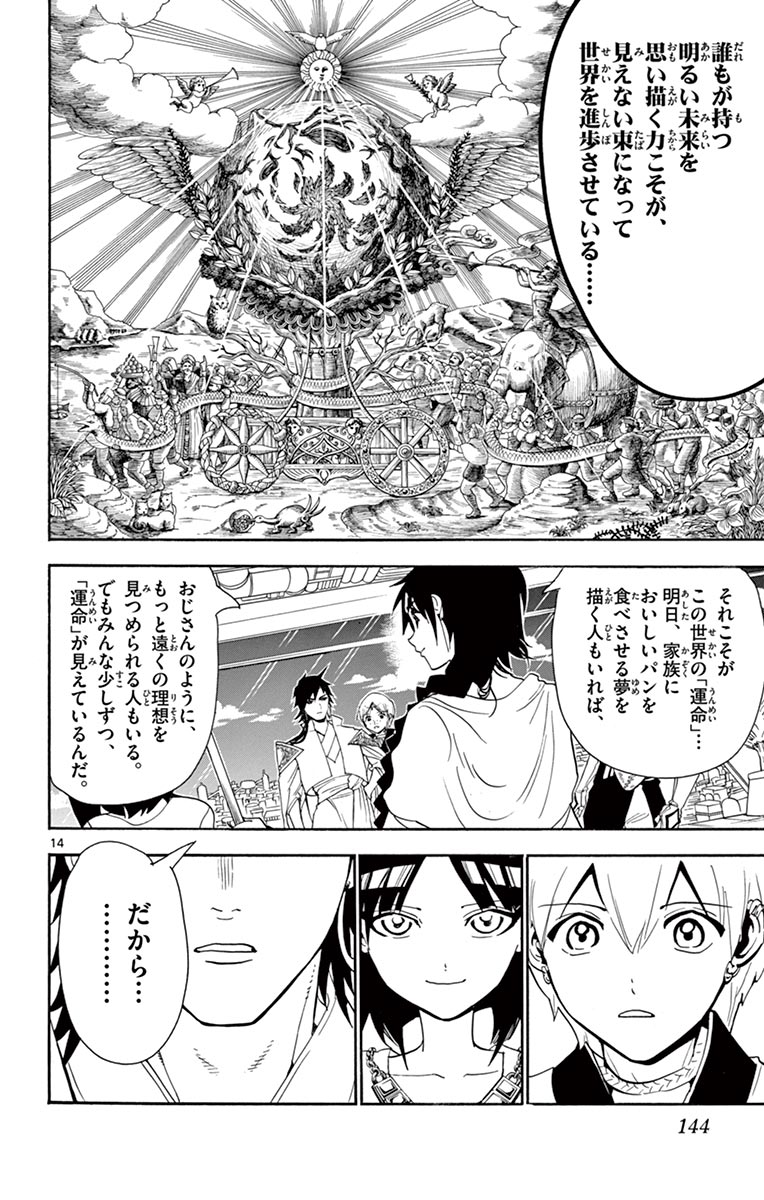 誰もが持つ
明るい未来を
思い描く力こそが、
見えない束になって
世界を進歩させている……
それこそが
この世界の「運命」…
明日、家族に
おいしいパンを
食べさせる夢を
描く人もいれば、
おじさんのように、
もっと遠くの理想を
見つめられる人もいる。
でもみんな少しずつ、
「運命」が見えているんだ。
14
だから…
…………
144